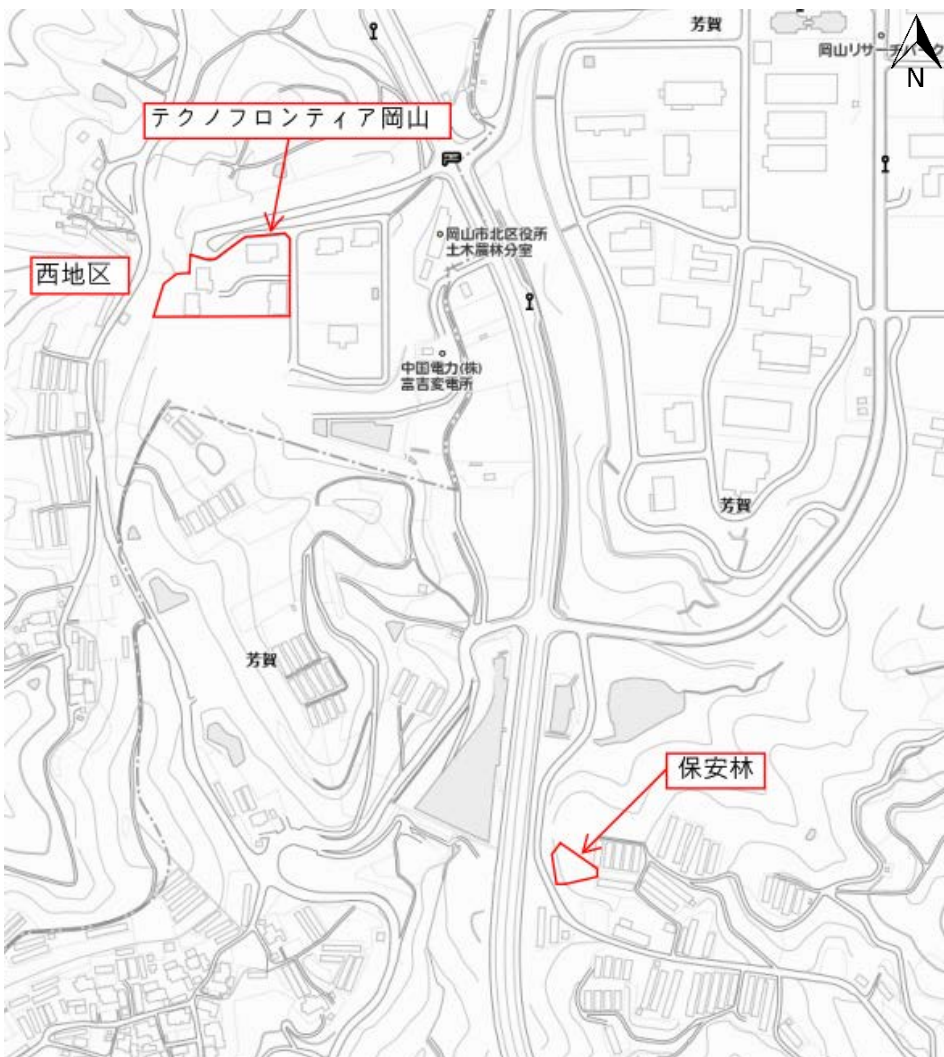 芳賀
岡山リサーチパーク
N
テクノフロンティア岡山
岡山市北区役所
土木農林分室
西地区
中国電力(株)
富吉変電所
芳賀
芳賀
保安林